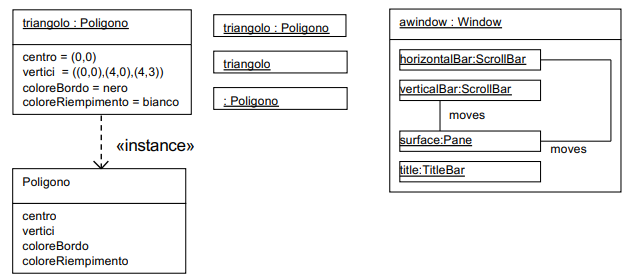 triangolo : Poligono
centro = (0,0)
vertici = ((0,0),(4,0),(4,3))
coloreBordo = nero
coloreRiempimento = bianco
«instance»
Poligono
centro
vertici
coloreBordo
coloreRiempimento
triangolo : Poligono
triangolo
: Poligono
awindow : Window
horizontalBar:ScrollBar
verticalBar:ScrollBar
moves
surface:Pane
moves
title:TitleBar